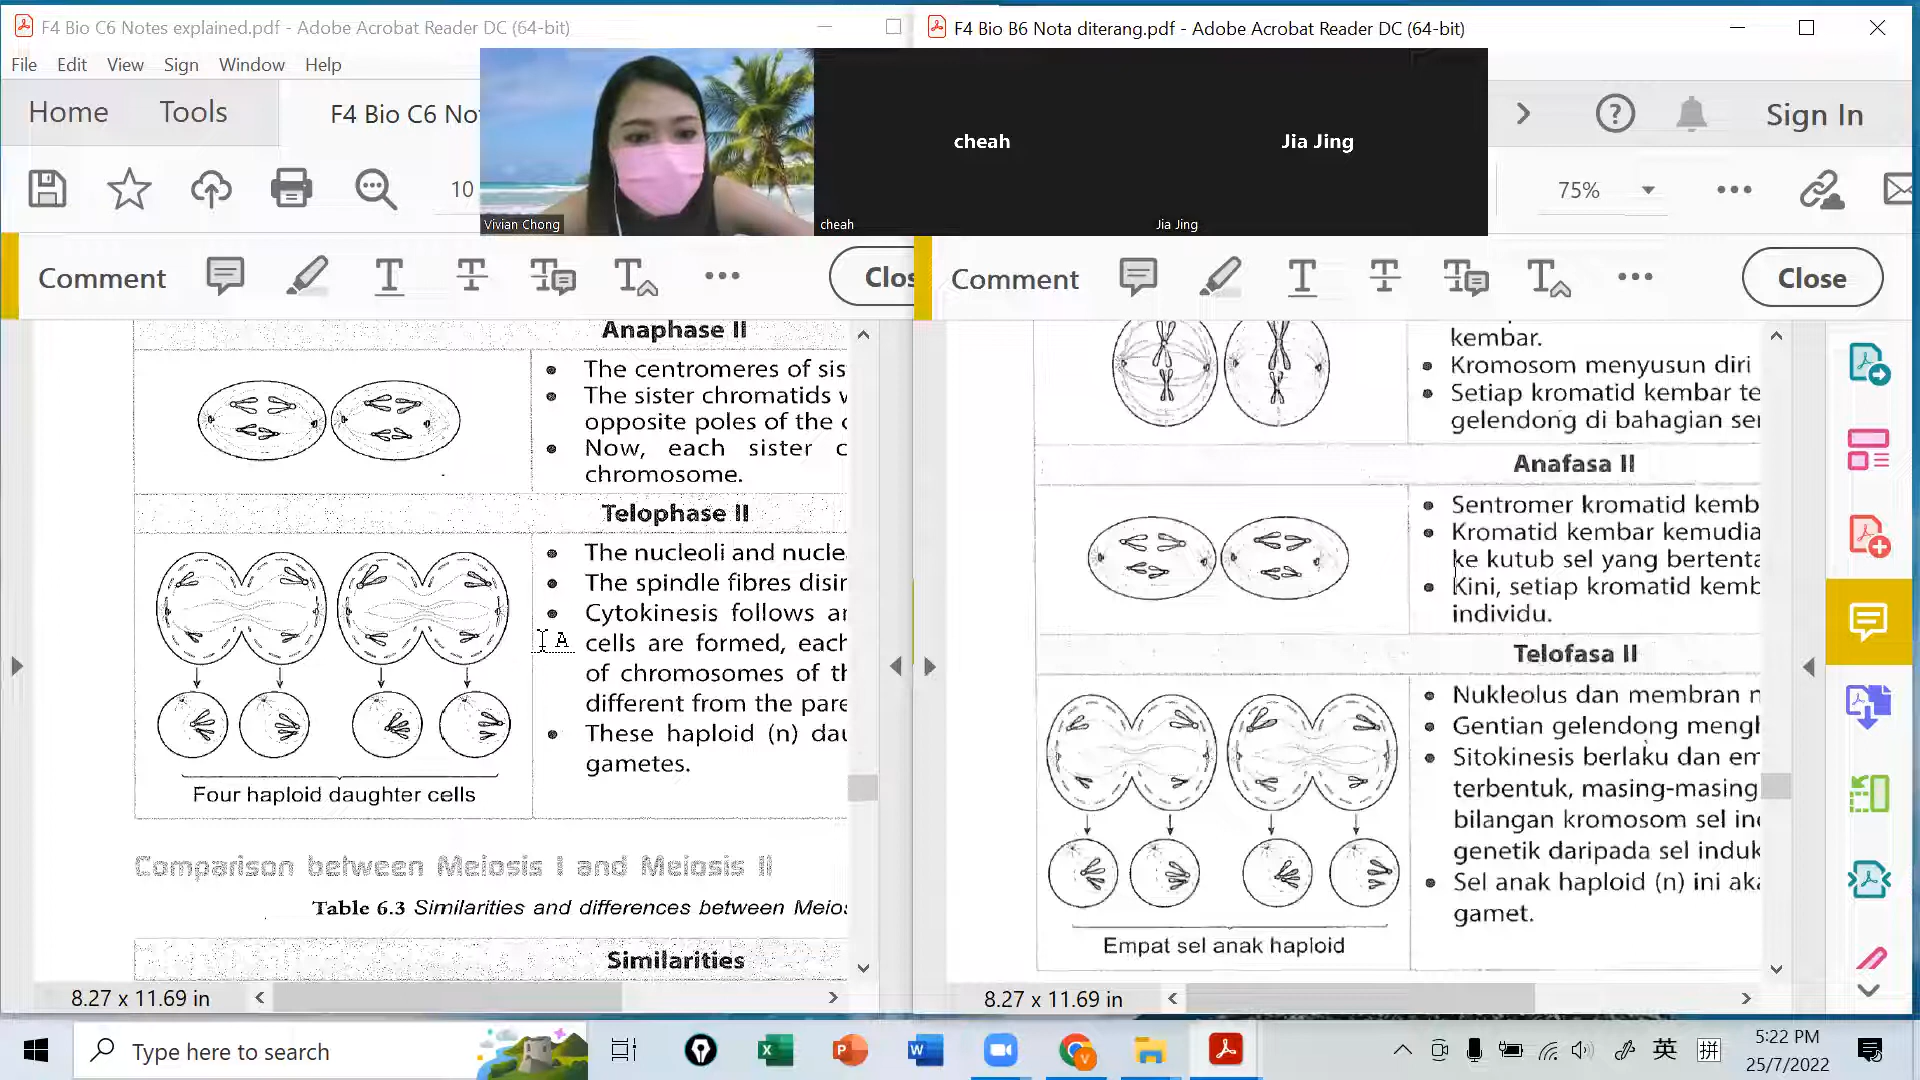 F4 Bio C6 Notes explained.pdf - Adobe Acrobat Reader DC (64-bit)
File Edit View Sign Window Help
Home Tools F4 Bio C6 No
10
Comment
Clos
Anaphase II
The centromeres of sis
The sister chromatids
opposite poles of the
Now, each sister c
chromosome.
Telophase II
The nucleoli and nucle
The spindle fibres disin
Cytokinesis follows an
cells are formed, each
of chromosomes of th
different from the pare
These haploid (n) dau
gametes.
Four haploid daughter cells
Comparison between Meiosis I and Meiosis II
Table 6.3 Similarities and differences between Meios
Similarities
8.27 x 11.69 in
Vivian Chong
cheah
cheah
Jia Jing
Jia Jing
F4 Bio B6 Nota diterang.pdf - Adobe Acrobat Reader DC (64-bit)
Sign In
75%
Comment
Close
kembar.
Kromosom menyusun diri
Setiap kromatid kembar te
gelendong di bahagian ser
Anafasa II
Sentromer kromatid kemb
Kromatid kembar kemudia
ke kutub sel yang bertenta
Kini, setiap kromatid kemb
individu.
Telofasa II
Nukleolus dan membran n
Gentian gelendong mengh
Sitokinesis berlaku dan em
terbentuk, masing-masing
bilangan kromosom sel ind
genetik daripada sel induk
Sel anak haploid (n) ini aka
gamet.
Empat sel anak haploid
8.27 x 11.69 in
Type here to search
英 拼
5:22 PM
25/7/2022